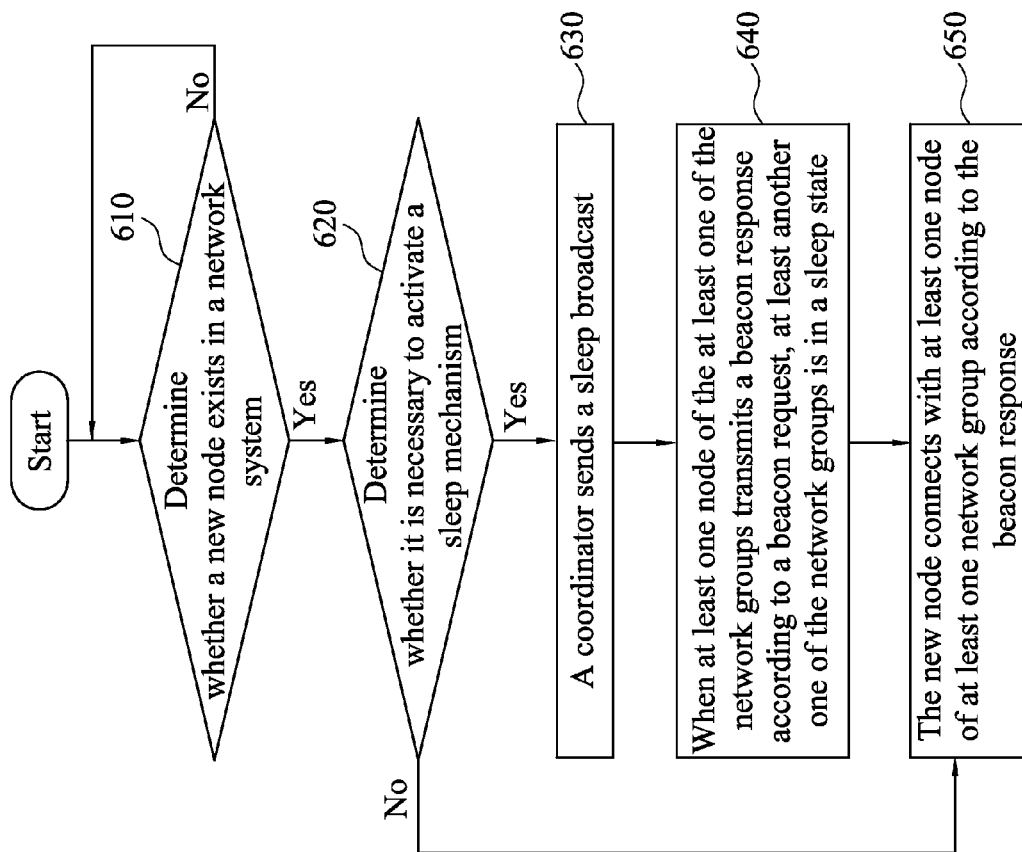 Start
Determine
whether a new node exists in a network
system
610
No
Yes
Determine
whether it is necessary to activate a
sleep mechanism
620
No
Yes
A coordinator sends a sleep broadcast
630
When at least one node of the at least one of the
network groups transmits a beacon response
according to a beacon request, at least another
one of the network groups is in a sleep state
640
The new node connects with at least one node
of at least one network group according to the
beacon response
650